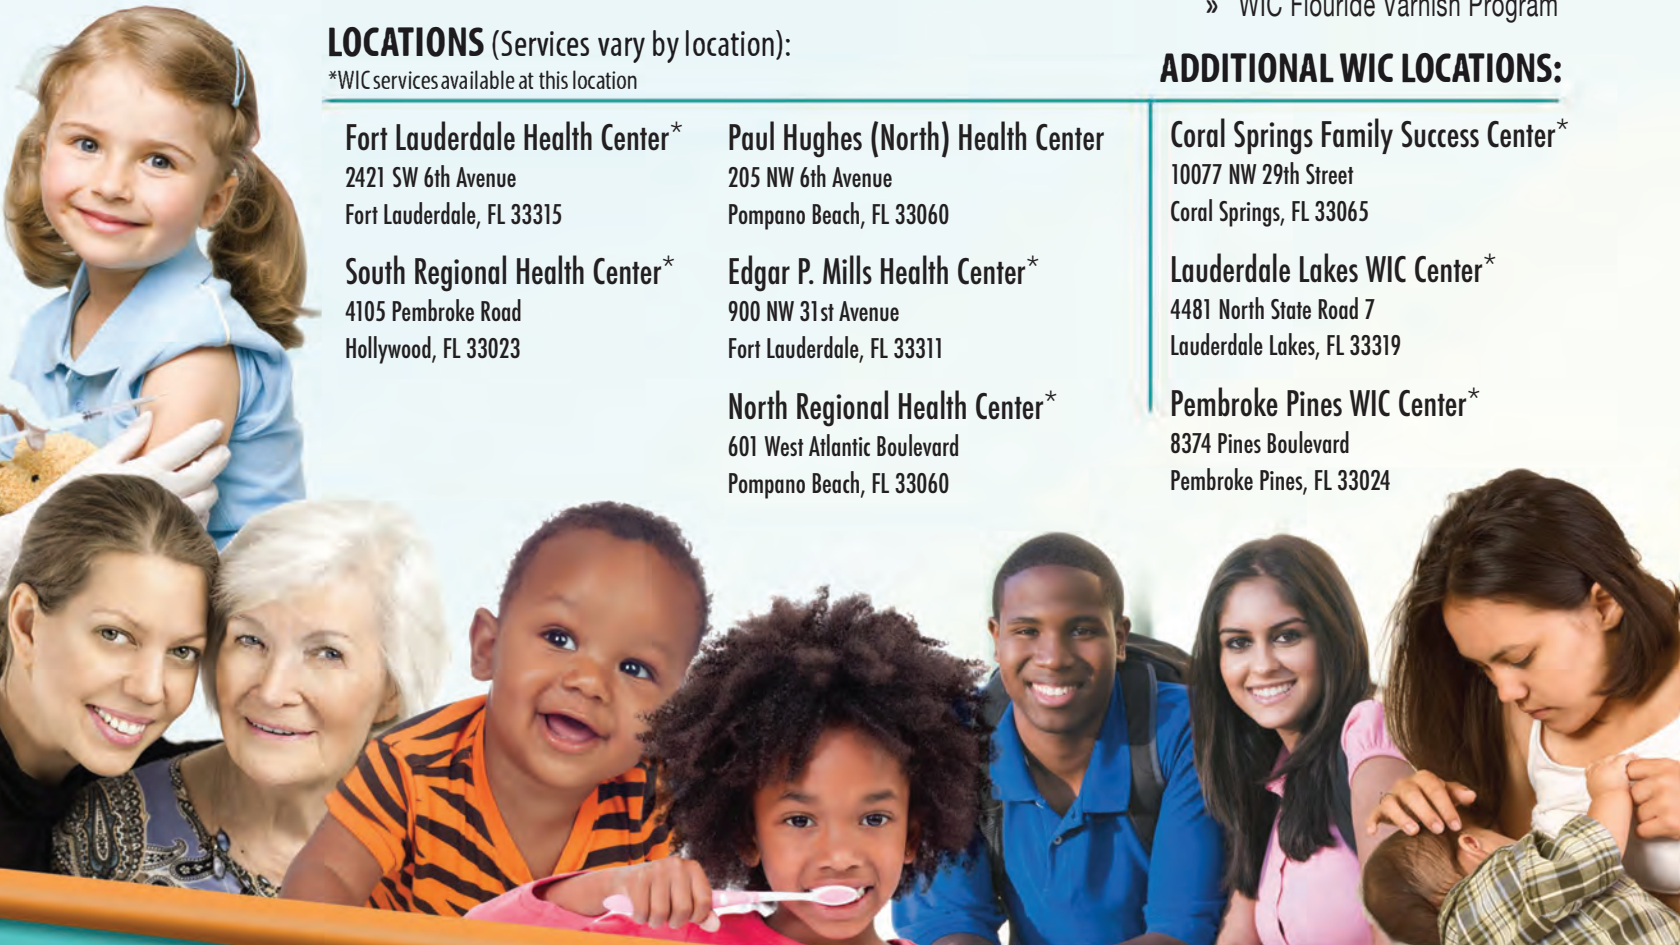 » WIC Flouride Varnish Program
LOCATIONS (Services vary by location):
*WIC services available at this location
Fort Lauderdale Health Center*
2421 SW 6th Avenue
Fort Lauderdale, FL 33315
South Regional Health Center*
4105 Pembroke Road
Hollywood, FL 33023
Paul Hughes (North) Health Center
205 NW 6th Avenue
Pompano Beach, FL 33060
Edgar P. Mills Health Center*
900 NW 31st Avenue
Fort Lauderdale, FL 33311
North Regional Health Center*
601 West Atlantic Boulevard
Pompano Beach, FL 33060
ADDITIONAL WIC LOCATIONS:
Coral Springs Family Success Center*
10077 NW 29th Street
Coral Springs, FL 33065
Lauderdale Lakes WIC Center*
4481 North State Road 7
Lauderdale Lakes, FL 33319
Pembroke Pines WIC Center*
8374 Pines Boulevard
Pembroke Pines, FL 33024